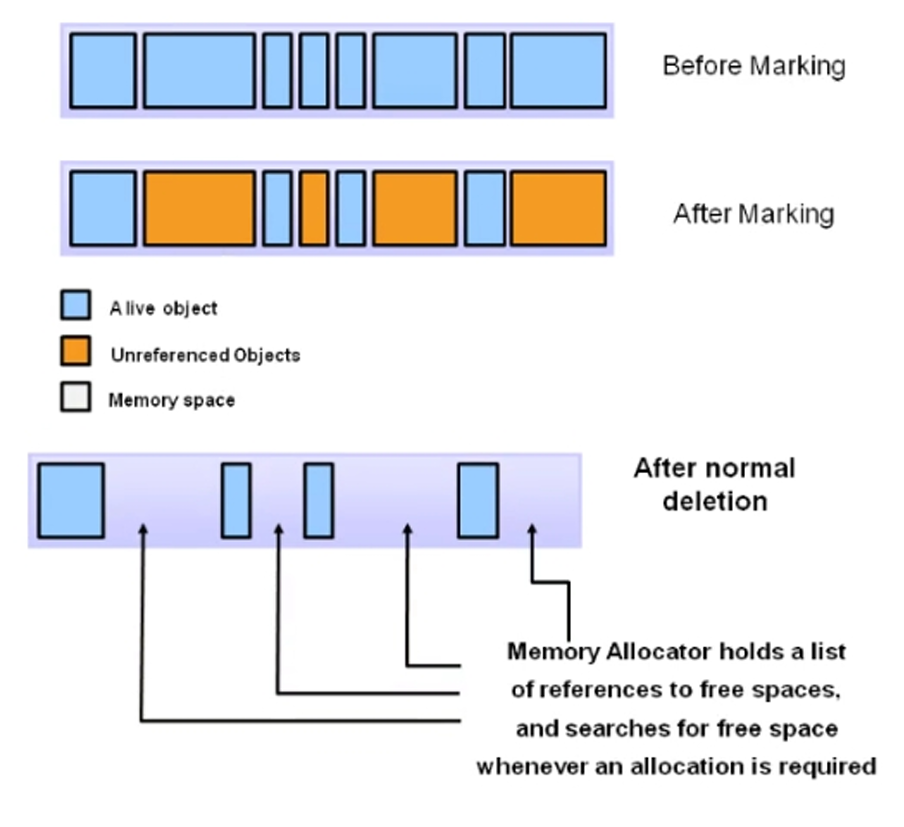 Before Marking
After Marking
Alive object
Unreferenced Objects
Memory space
After normal
deletion
Memory Allocator holds a list
of references to free spaces,
and searches for free space
whenever an allocation is required